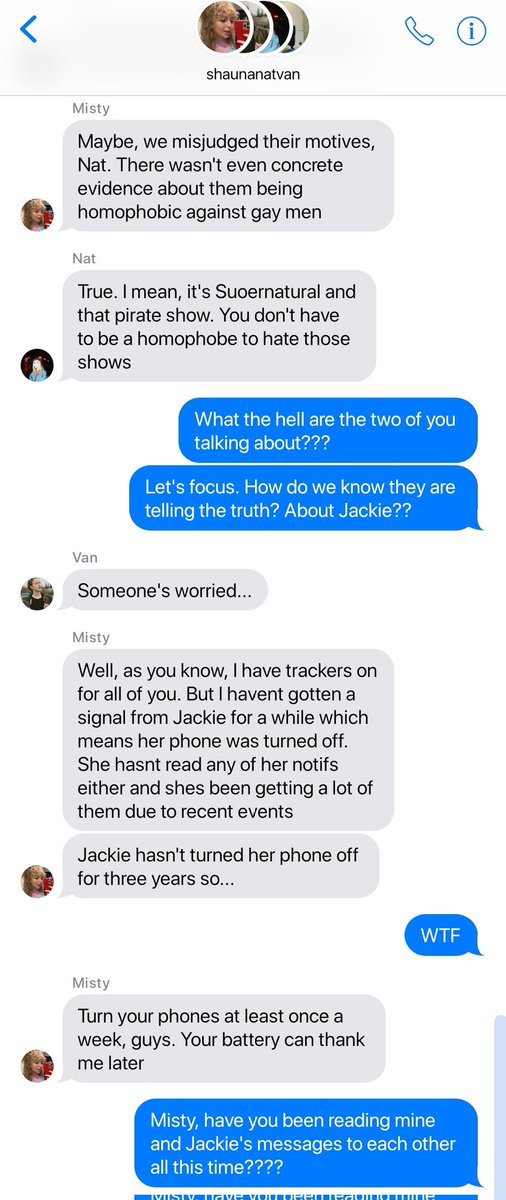 shaunanatvan
Misty
Maybe, we misjudged their motives,
Nat. There wasn't even concrete
evidence about them being
homophobic against gay men
Nat
True. I mean, it's Suoernatural and
that pirate show. You don't have
to be a homophobe to hate those
shows
What the hell are the two of you
talking about???
Let's focus. How do we know they are
telling the truth? About Jackie??
Van
Someone's worried...
Misty
Well, as you know, I have trackers on
for all of you. But I havent gotten a
signal from Jackie for a while which
means her phone was turned off.
She hasnt read any of her notifs
either and shes been getting a lot of
them due to recent events
Jackie hasn't turned her phone off
for three years so...
WTF
Misty
Turn your phones at least once a
week, guys. Your battery can thank
me later
Misty, have you been reading mine
and Jackie's messages to each other
all this time????
Misty, have you been reading mine